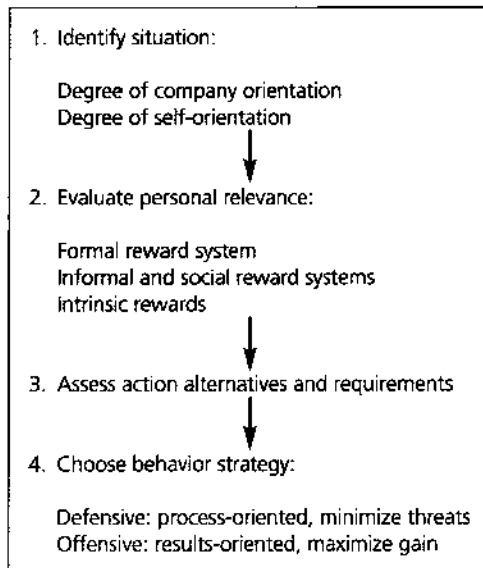 1. Identify situation:
Degree of company orientation
Degree of self-orientation
2. Evaluate personal relevance:
Formal reward system
Informal and social reward systems
Intrinsic rewards
3. Assess action alternatives and requirements
4. Choose behavior strategy:
Defensive: process-oriented, minimize threats
Offensive: results-oriented, maximize gain